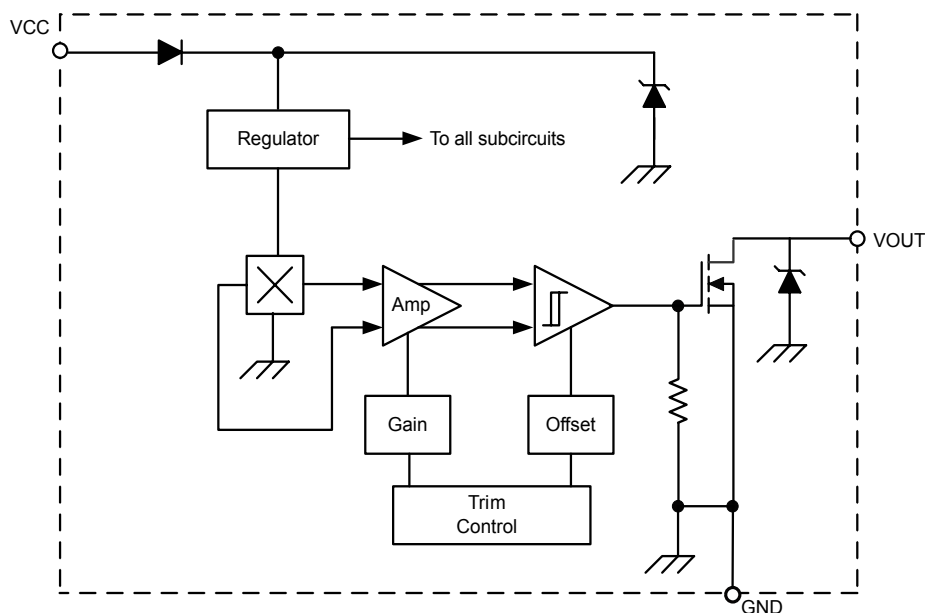 VCC
Regulator
To all subcircuits
VOUT
Amp
Gain
Offset
Trim
Control
GND